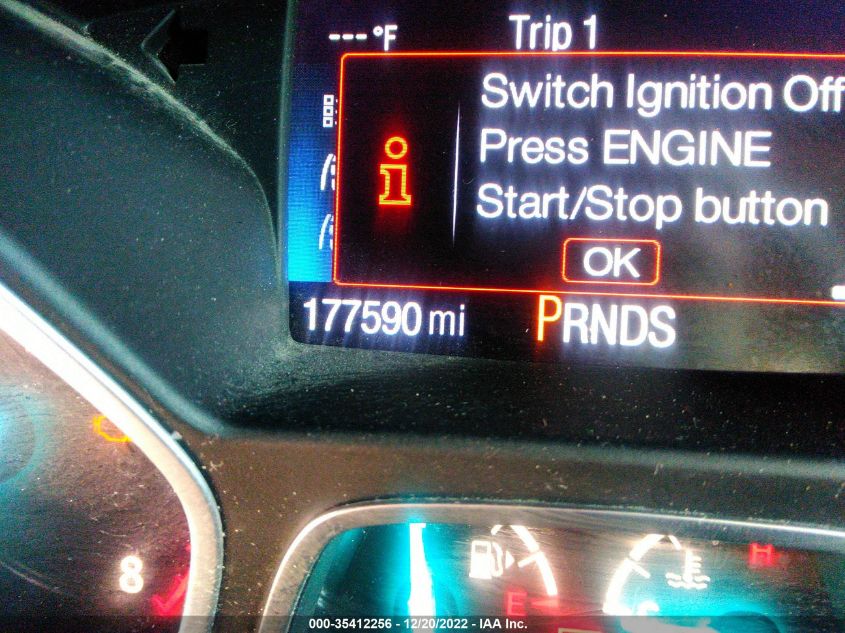 --- °F Trip 1
Switch Ignition Off
Press ENGINE
Start/Stop button
OK
177590 mi PRNDS
8
E
H
C
000-35412256 - 12/20/2022 - IAA Inc.